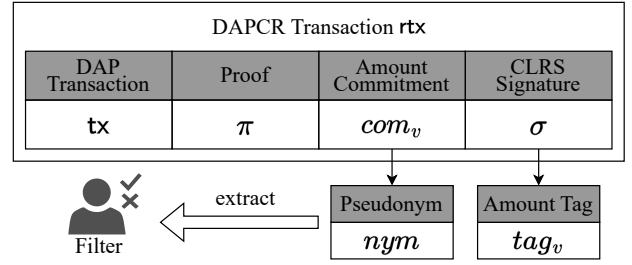 DAPCR Transaction rtx
DAP Transaction
Proof
Amount Commitment
CLRS Signature
tx
π
com_v
σ
extract
Filter
Pseudonym
nym
Amount Tag
tag_v